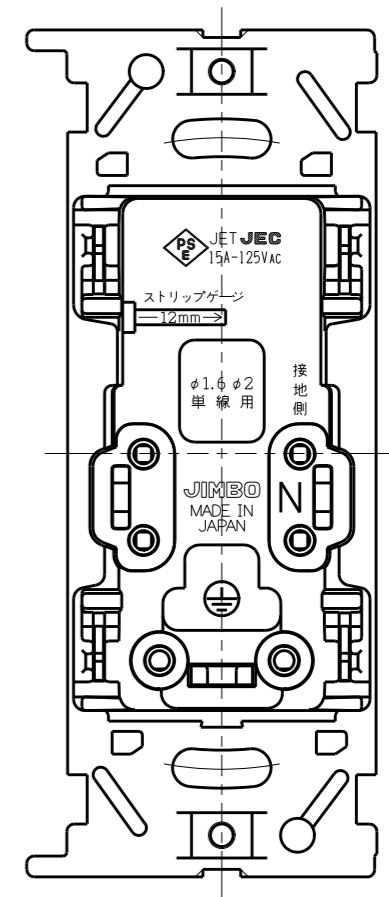 PS
E
JET JEC
15A-125VAC
ストリップゲージ
12mm
φ1.6 φ2
単線用
接地側
JIMBO
N
MADE IN
JAPAN